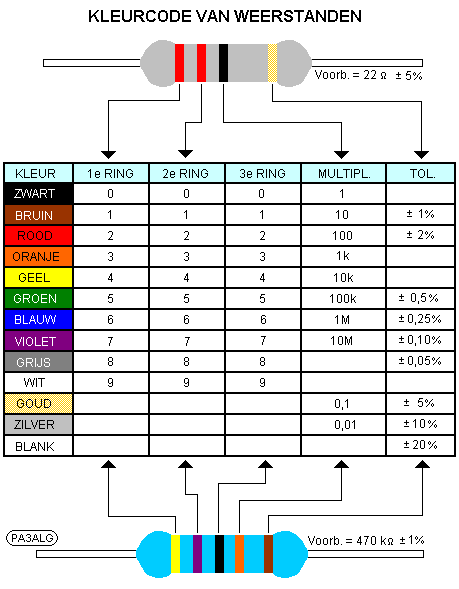 KLEURCODE VAN WEERSTANDEN
Voorb. = 22 Ω ± 5%
KLEUR 1e RING 2e RING 3e RING MULTIPL. TOL.
ZWART 0 0 0 1
BRUIN 1 1 1 10 ± 1%
ROOD 2 2 2 100 ± 2%
ORANJE 3 3 3 1k
GEEL 4 4 4 10k
GROEN 5 5 5 100k ± 0,5%
BLAUW 6 6 6 1M ± 0,25%
VIOLET 7 7 7 10M ± 0,10%
GRIJS 8 8 8 ± 0,05%
WIT 9 9 9
GOUD 0,1 ± 5%
ZILVER 0,01 ± 10%
BLANK ± 20%
PA3ALG Voorb. = 470 kΩ ± 1%